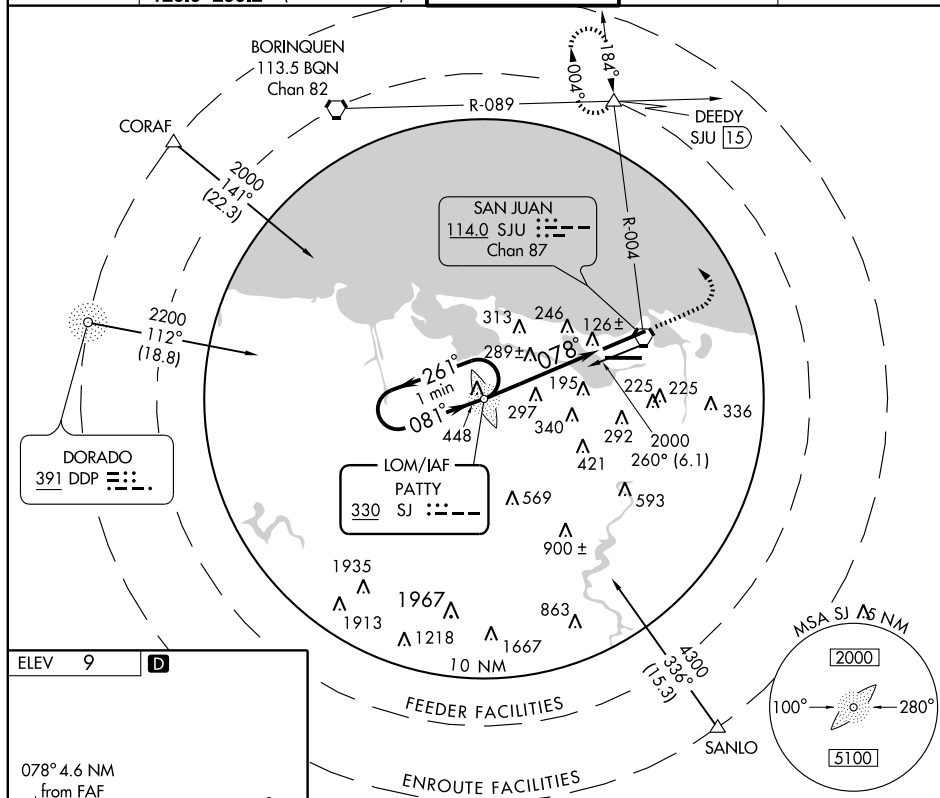 BORINQUEN
113.5 BQN
Chan 82
R-089
184°
004°
DEEDY
SJU 15
CORAF
2000
141°
(22.3)
SAN JUAN
114.0 SJU
Chan 87
R-004
2200
112°
(18.8)
313
246
126±
289±
078°
261°
1 min
081°
448
297
195
340
225
225
292
336
2000
260° (6.1)
421
DORADO
391 DDP
LOM/IAF
PATTY
330 SJ
569
593
900 ±
1935
1913
1967
1218
1667
863
10 NM
4300
336°
(15.3)
SANLO
MSA SJ 5 NM
2000
100°
280°
5100
FEEDER FACILITIES
ENROUTE FACILITIES
ELEV 9
D
078° 4.6 NM
from FAF